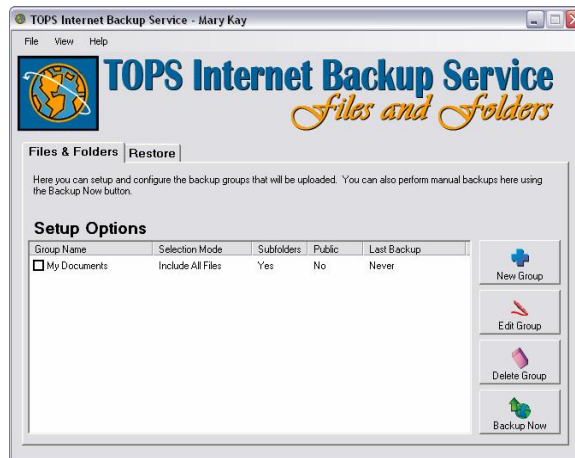 TOPS Internet Backup Service - Mary Kay
File View Help
TOPS Internet Backup Service
Files and Folders
Files & Folders Restore
Here you can setup and configure the backup groups that will be uploaded. You can also perform manual backups here using
the Backup Now button.
Setup Options
Group Name Selection Mode Subfolders Public Last Backup
My Documents Include All Files Yes No Never
New Group
Edit Group
Delete Group
Backup Now